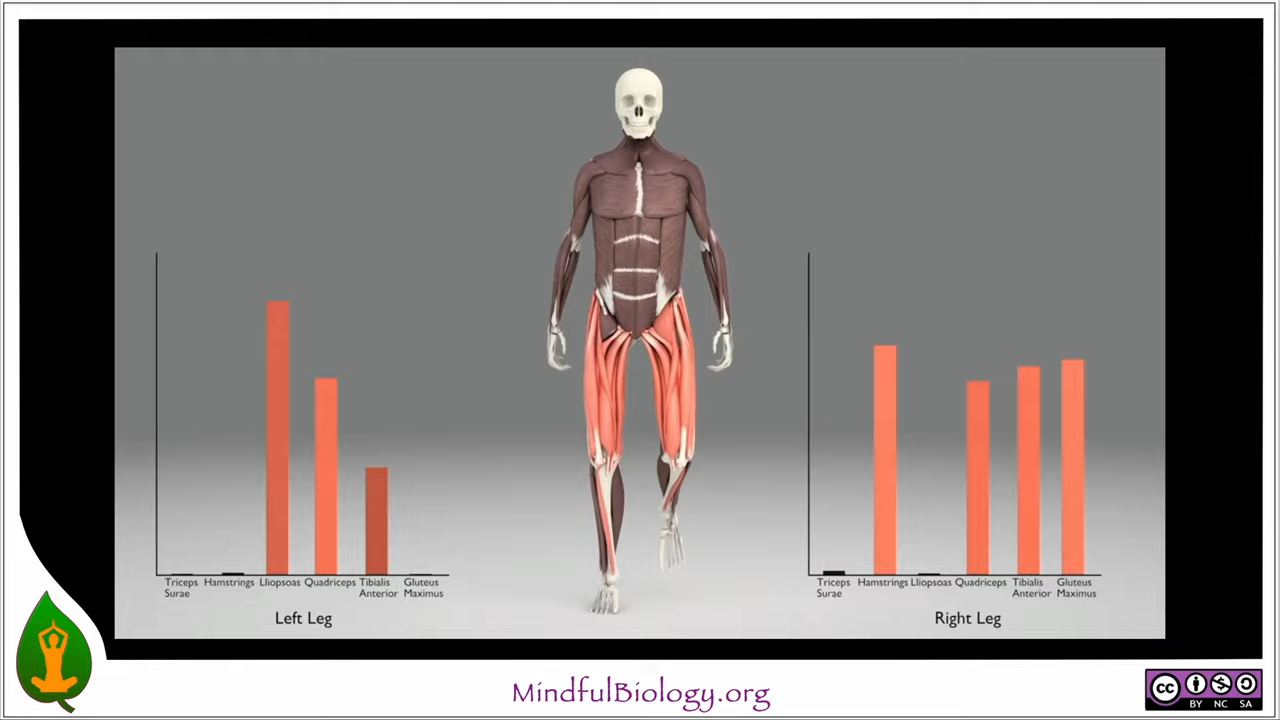 Triceps Surae
Hamstrings
Lliopsoas
Quadriceps
Tibialis Anterior
Gluteus Maximus
Left Leg
Triceps Surae
Hamstrings
Lliopsoas
Quadriceps
Tibialis Anterior
Gluteus Maximus
Right Leg
MindfulBiology.org
cc
BY NC SA